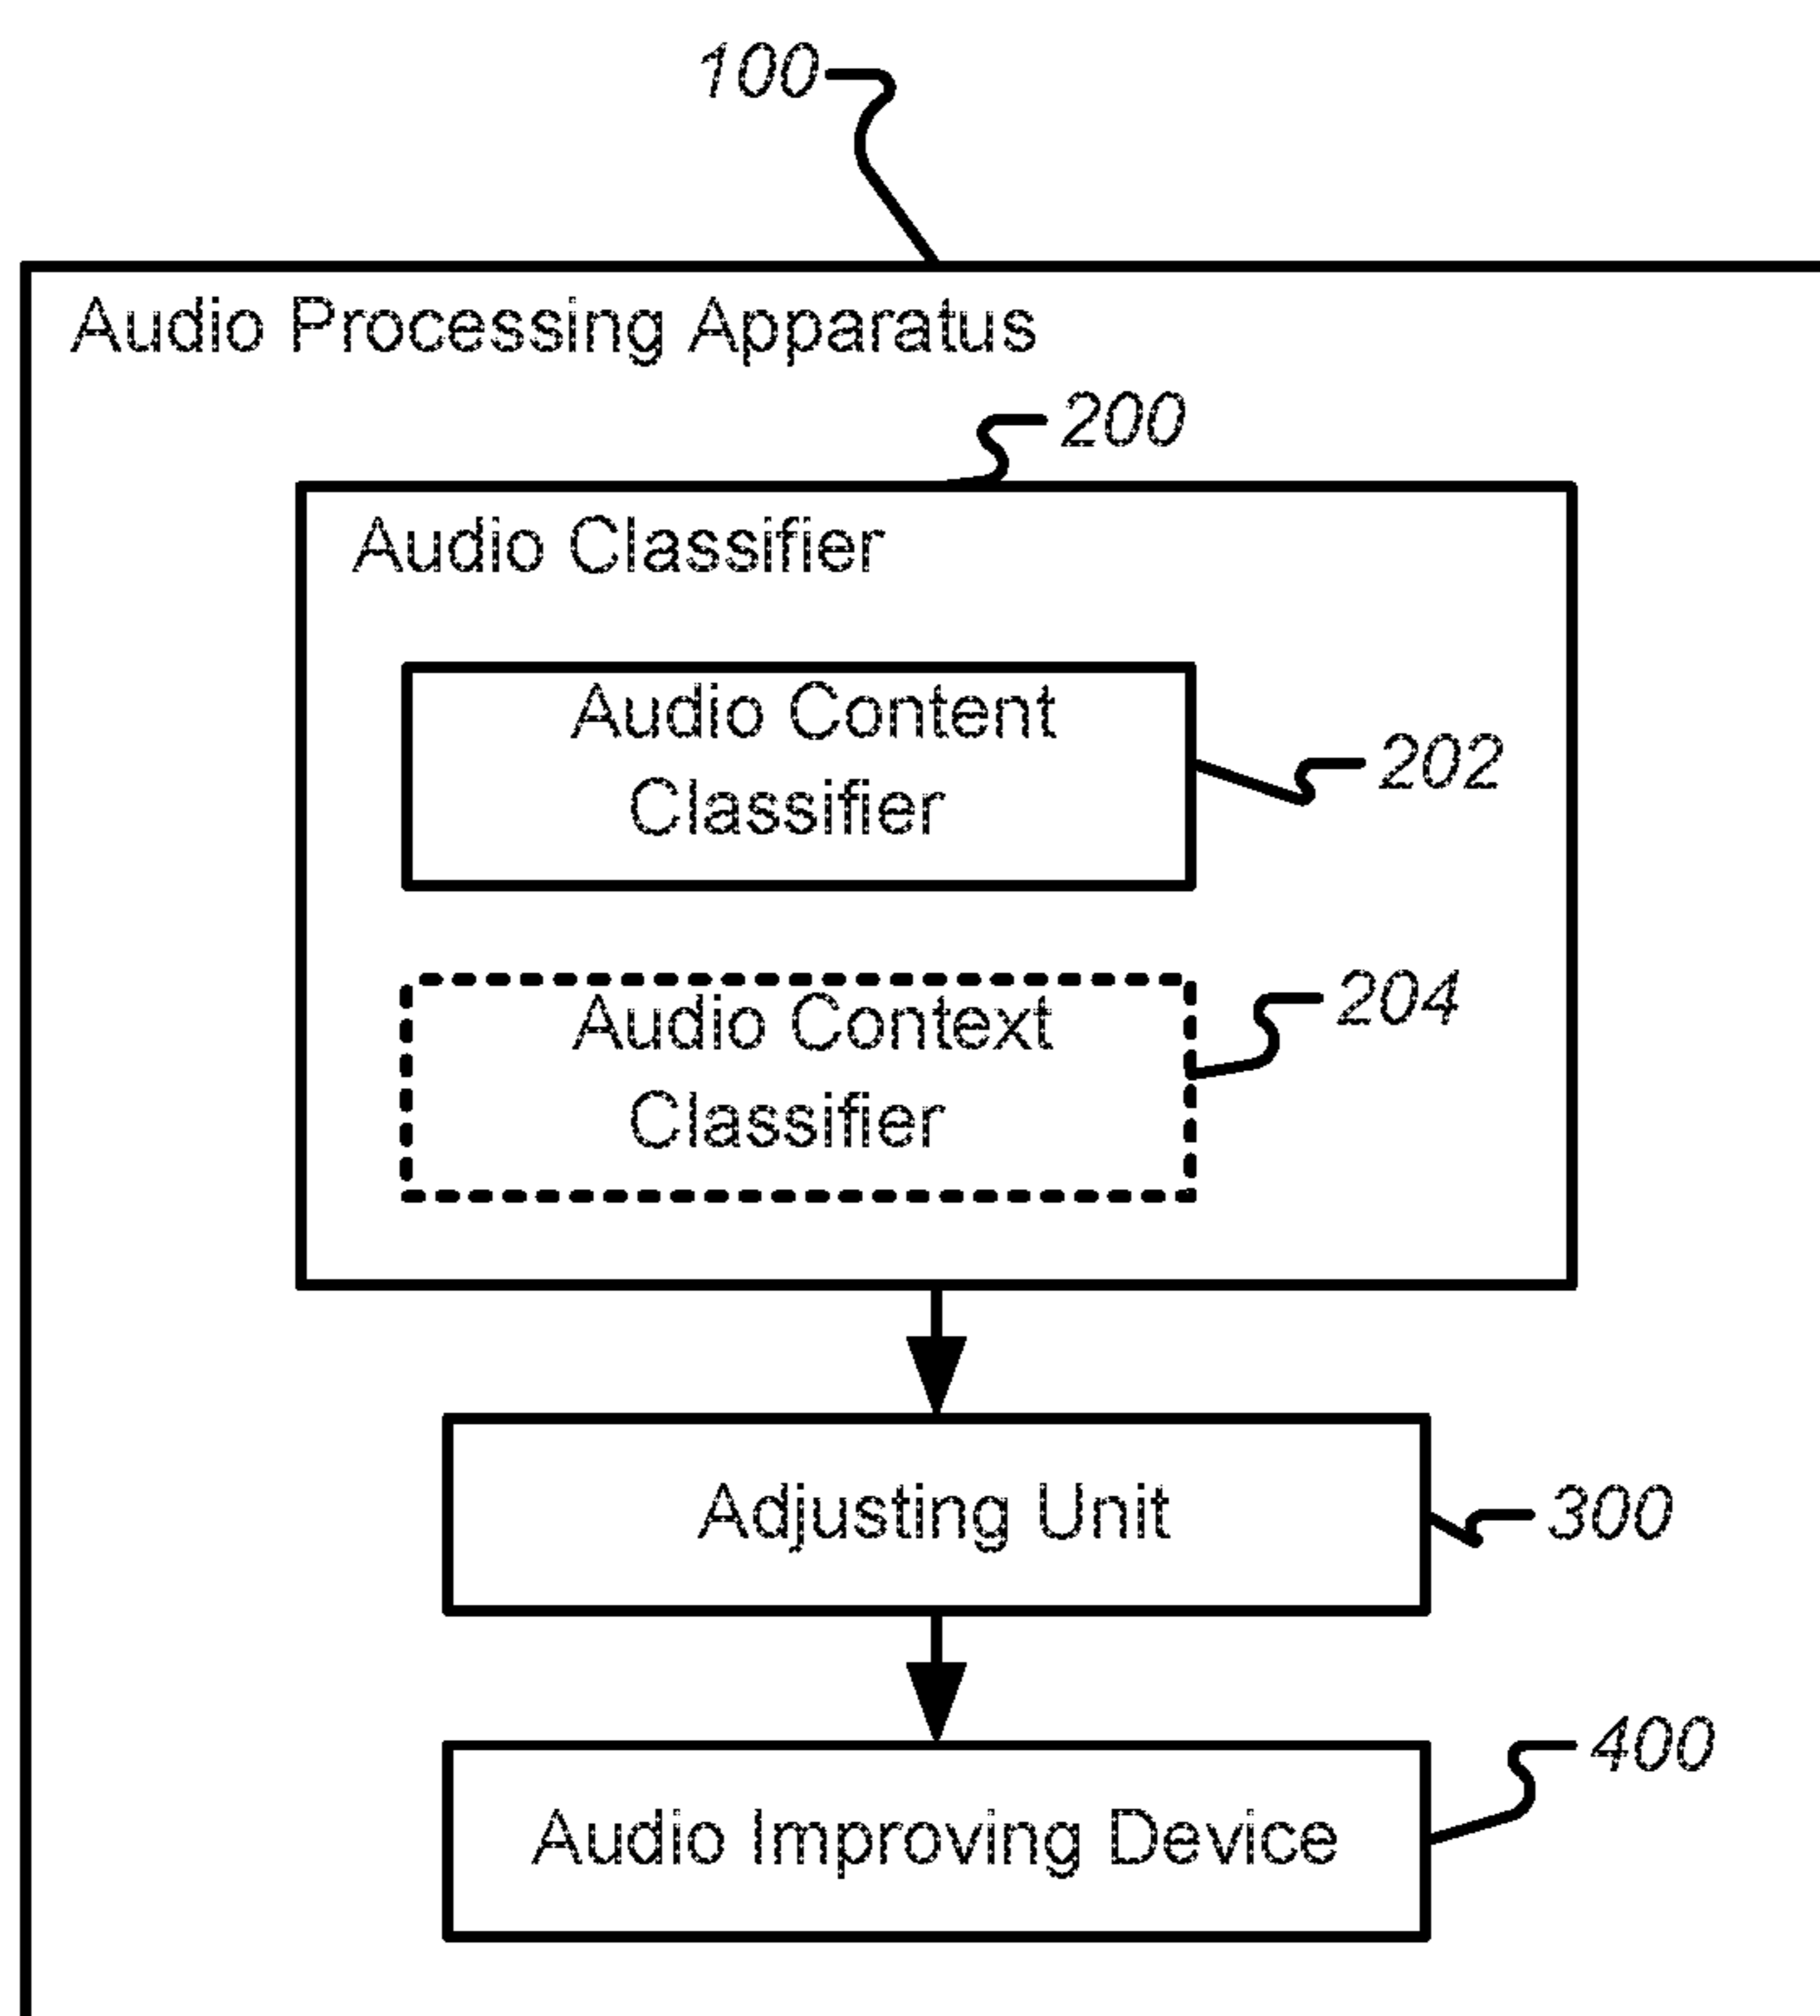 100
Audio Processing Apparatus
200
Audio Classifier
Audio Content
Classifier
202
Audio Context
Classifier
204
Adjusting Unit
300
Audio Improving Device
400